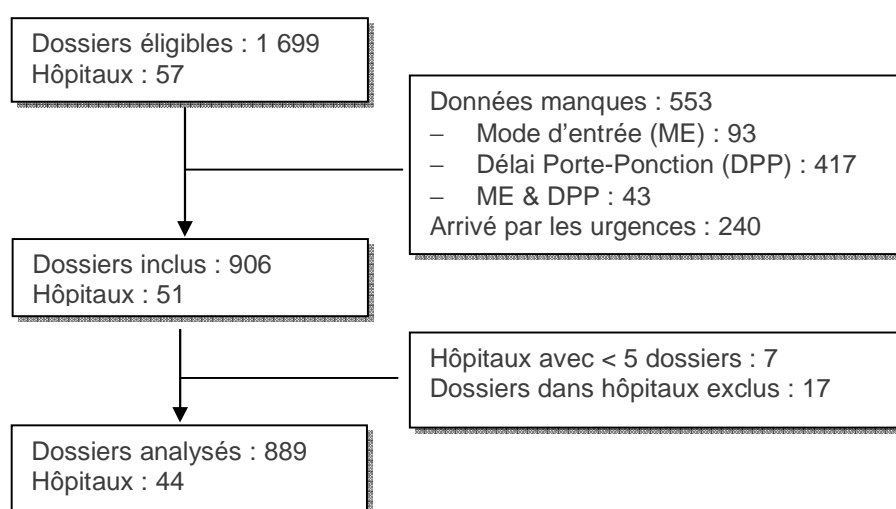 Dossiers éligibles : 1 699
Hôpitaux : 57
Données manques : 553
– Mode d'entrée (ME) : 93
– Délai Porte-Ponction (DPP) : 417
– ME & DPP : 43
Arrivé par les urgences : 240
Dossiers inclus : 906
Hôpitaux : 51
Hôpitaux avec < 5 dossiers : 7
Dossiers dans hôpitaux exclus : 17
Dossiers analysés : 889
Hôpitaux : 44